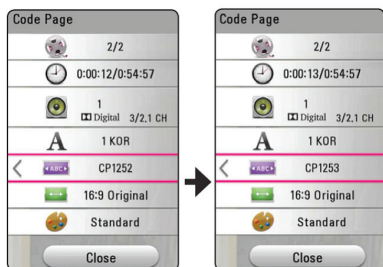 Code Page
2/2
0:00:12/0:54:57
1
Digital 3/2.1 CH
A 1 KOR
ABC CP1252
16:9 Original
Standard
Close
Code Page
2/2
0:00:13/0:54:57
1
Digital 3/2.1 CH
A 1 KOR
ABC CP1253
16:9 Original
Standard
Close